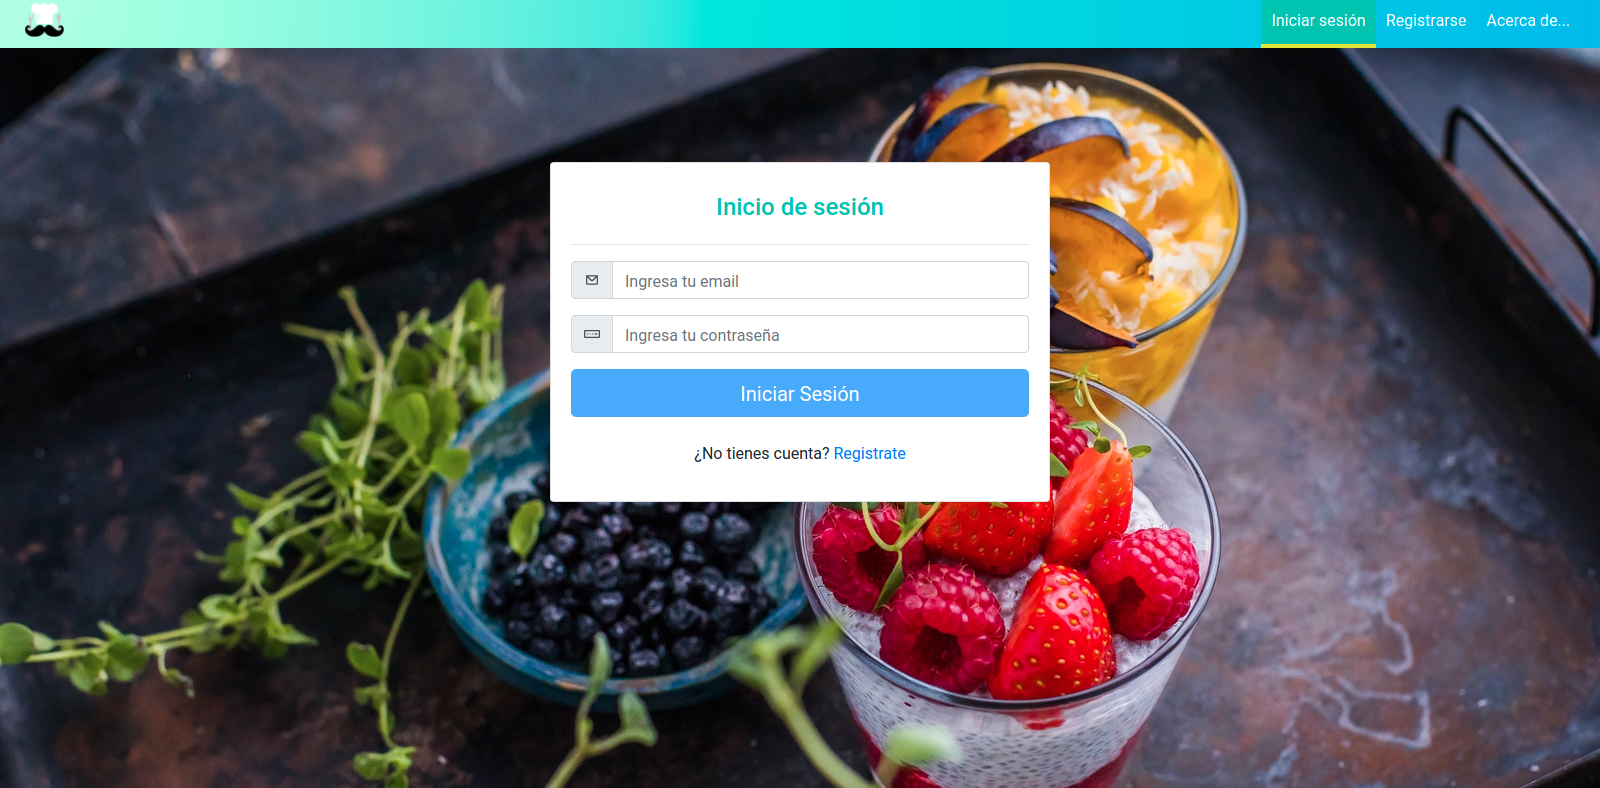 Iniciar sesión
Registrarse
Acerca de...
Inicio de sesión
Ingresa tu email
Ingresa tu contraseña
Iniciar Sesión
¿No tienes cuenta? Registrate